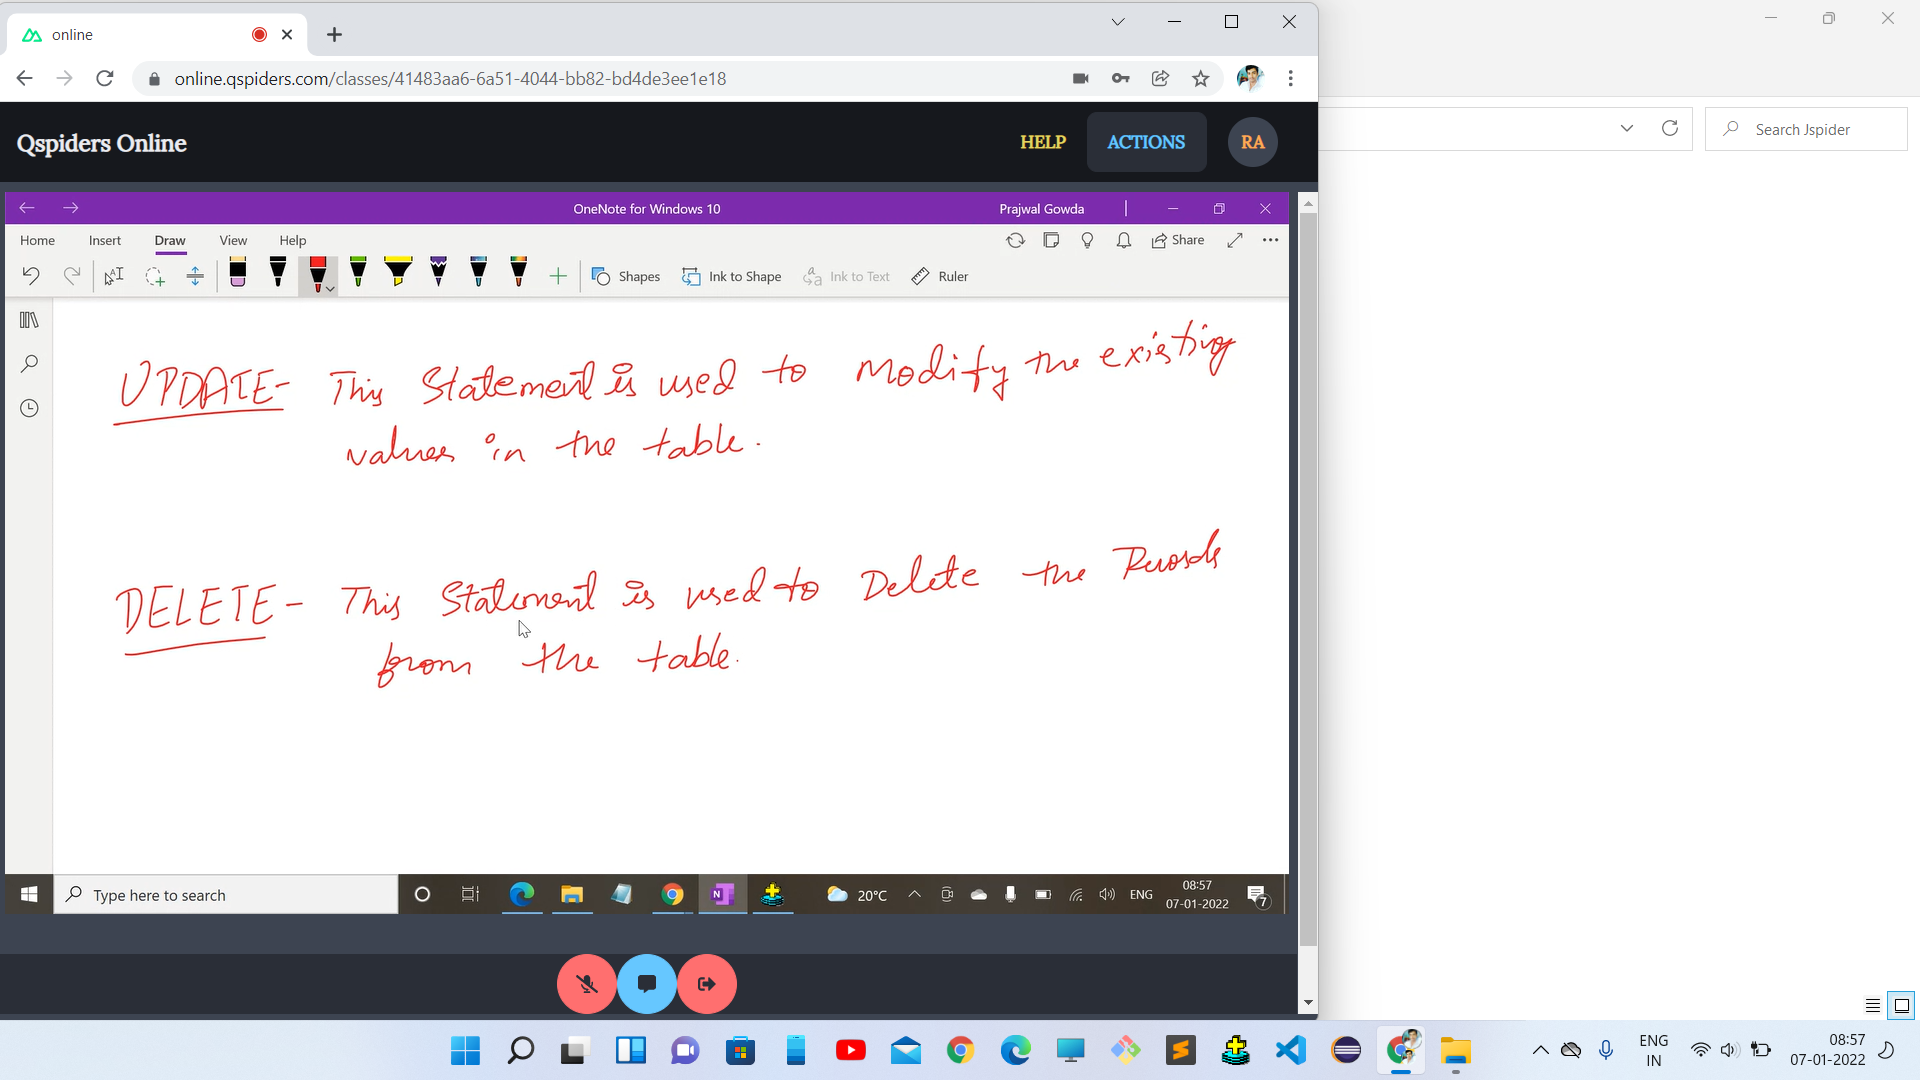 online
online.qspiders.com/classes/41483aa6-6a51-4044-bb82-bd4de3ee1e18
Qspiders Online
HELP
ACTIONS
RA
Search Jspider
OneNote for Windows 10
Prajwal Gowda
Home Insert Draw View Help
Share
Shapes
Ink to Shape
Ink to Text
Ruler
UPDATE- This Statement is used to Modify the existing
values in the table.
DELETE- This Statement is used to Delete the Records
from the table.
Type here to search
20°C
ENG
08:57
07-01-2022
7
ENG
IN
08:57
07-01-2022